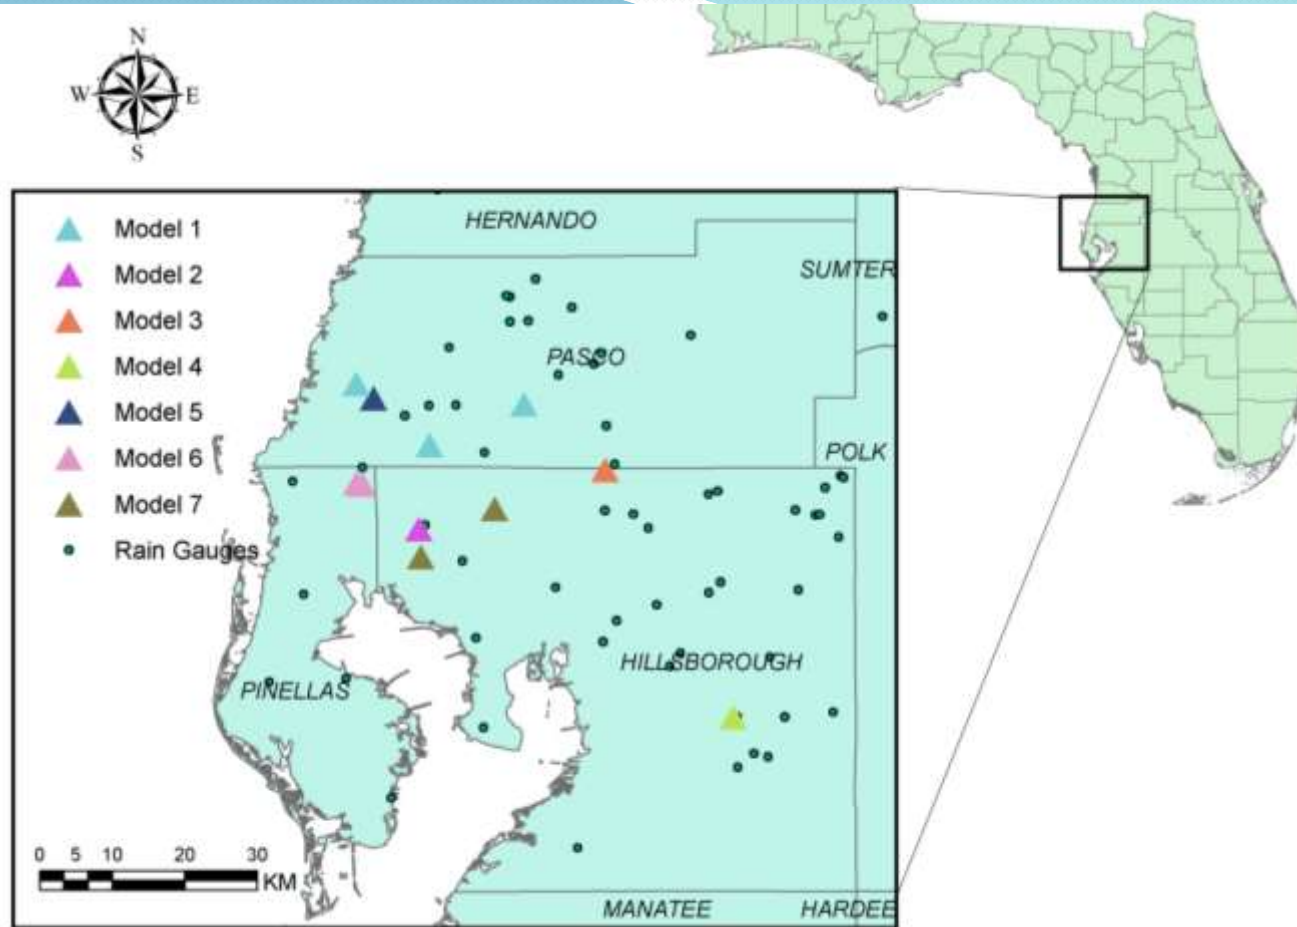 N
W E
S
HERNANDO
SUMTER
PASCO
POLK
HILLSBOROUGH
PINELLAS
MANATEE HARDEE
Model 1
Model 2
Model 3
Model 4
Model 5
Model 6
Model 7
Rain Gauges
0 5 10 20 30
KM